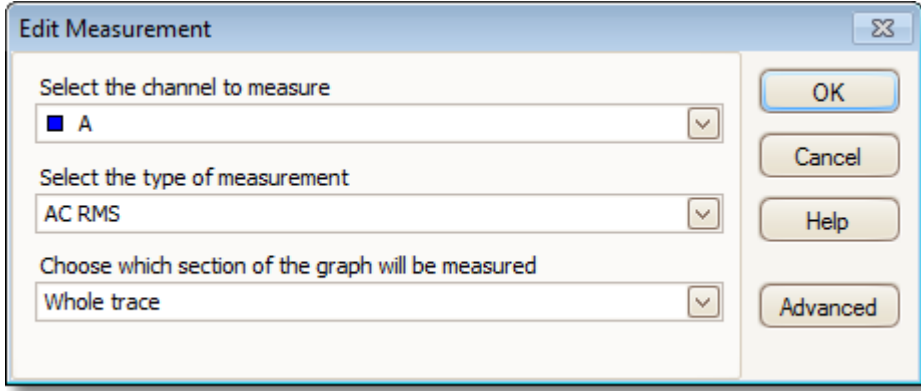 Edit Measurement
Select the channel to measure
A
Select the type of measurement
AC RMS
Choose which section of the graph will be measured
Whole trace
OK
Cancel
Help
Advanced